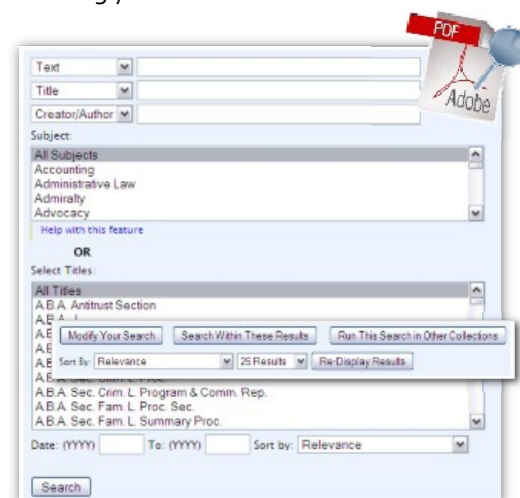 PDF
Adobe
Text
Title
Creator/Author
Subject:
All Subjects
Accounting
Administrative Law
Admiralty
Advocacy
Help with this feature
OR
Select Titles:
All Titles
A.B.A. Antitrust Section
Modify Your Search Search Within These Results Run This Search in Other Collections
Sort By: Relevance 25 Results Re-Display Results
A.B.A. Sec. Crim. L. Program & Comm. Rep.
A.B.A. Sec. Fam. L. Proc. Sec.
A.B.A. Sec. Fam. L. Summary Proc.
Date: (YYYY) To: (YYYY) Sort by: Relevance
Search